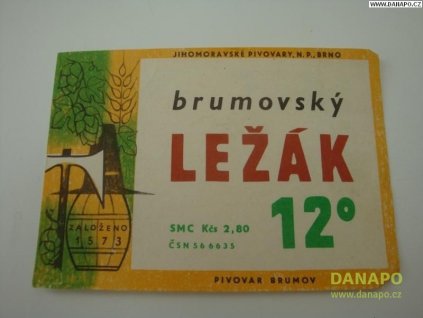 WWW.DANAPO.CZ
JIHOMORAVSKÉ PIVOVARY, N.P., BRNO
brumovský
LEŽÁK
12°
SMC Kčs 2,80
ČSN 56 6635
ZALOŽENO
1573
PIVOVAR BRUMOV
DANAPO
www.danapo.cz